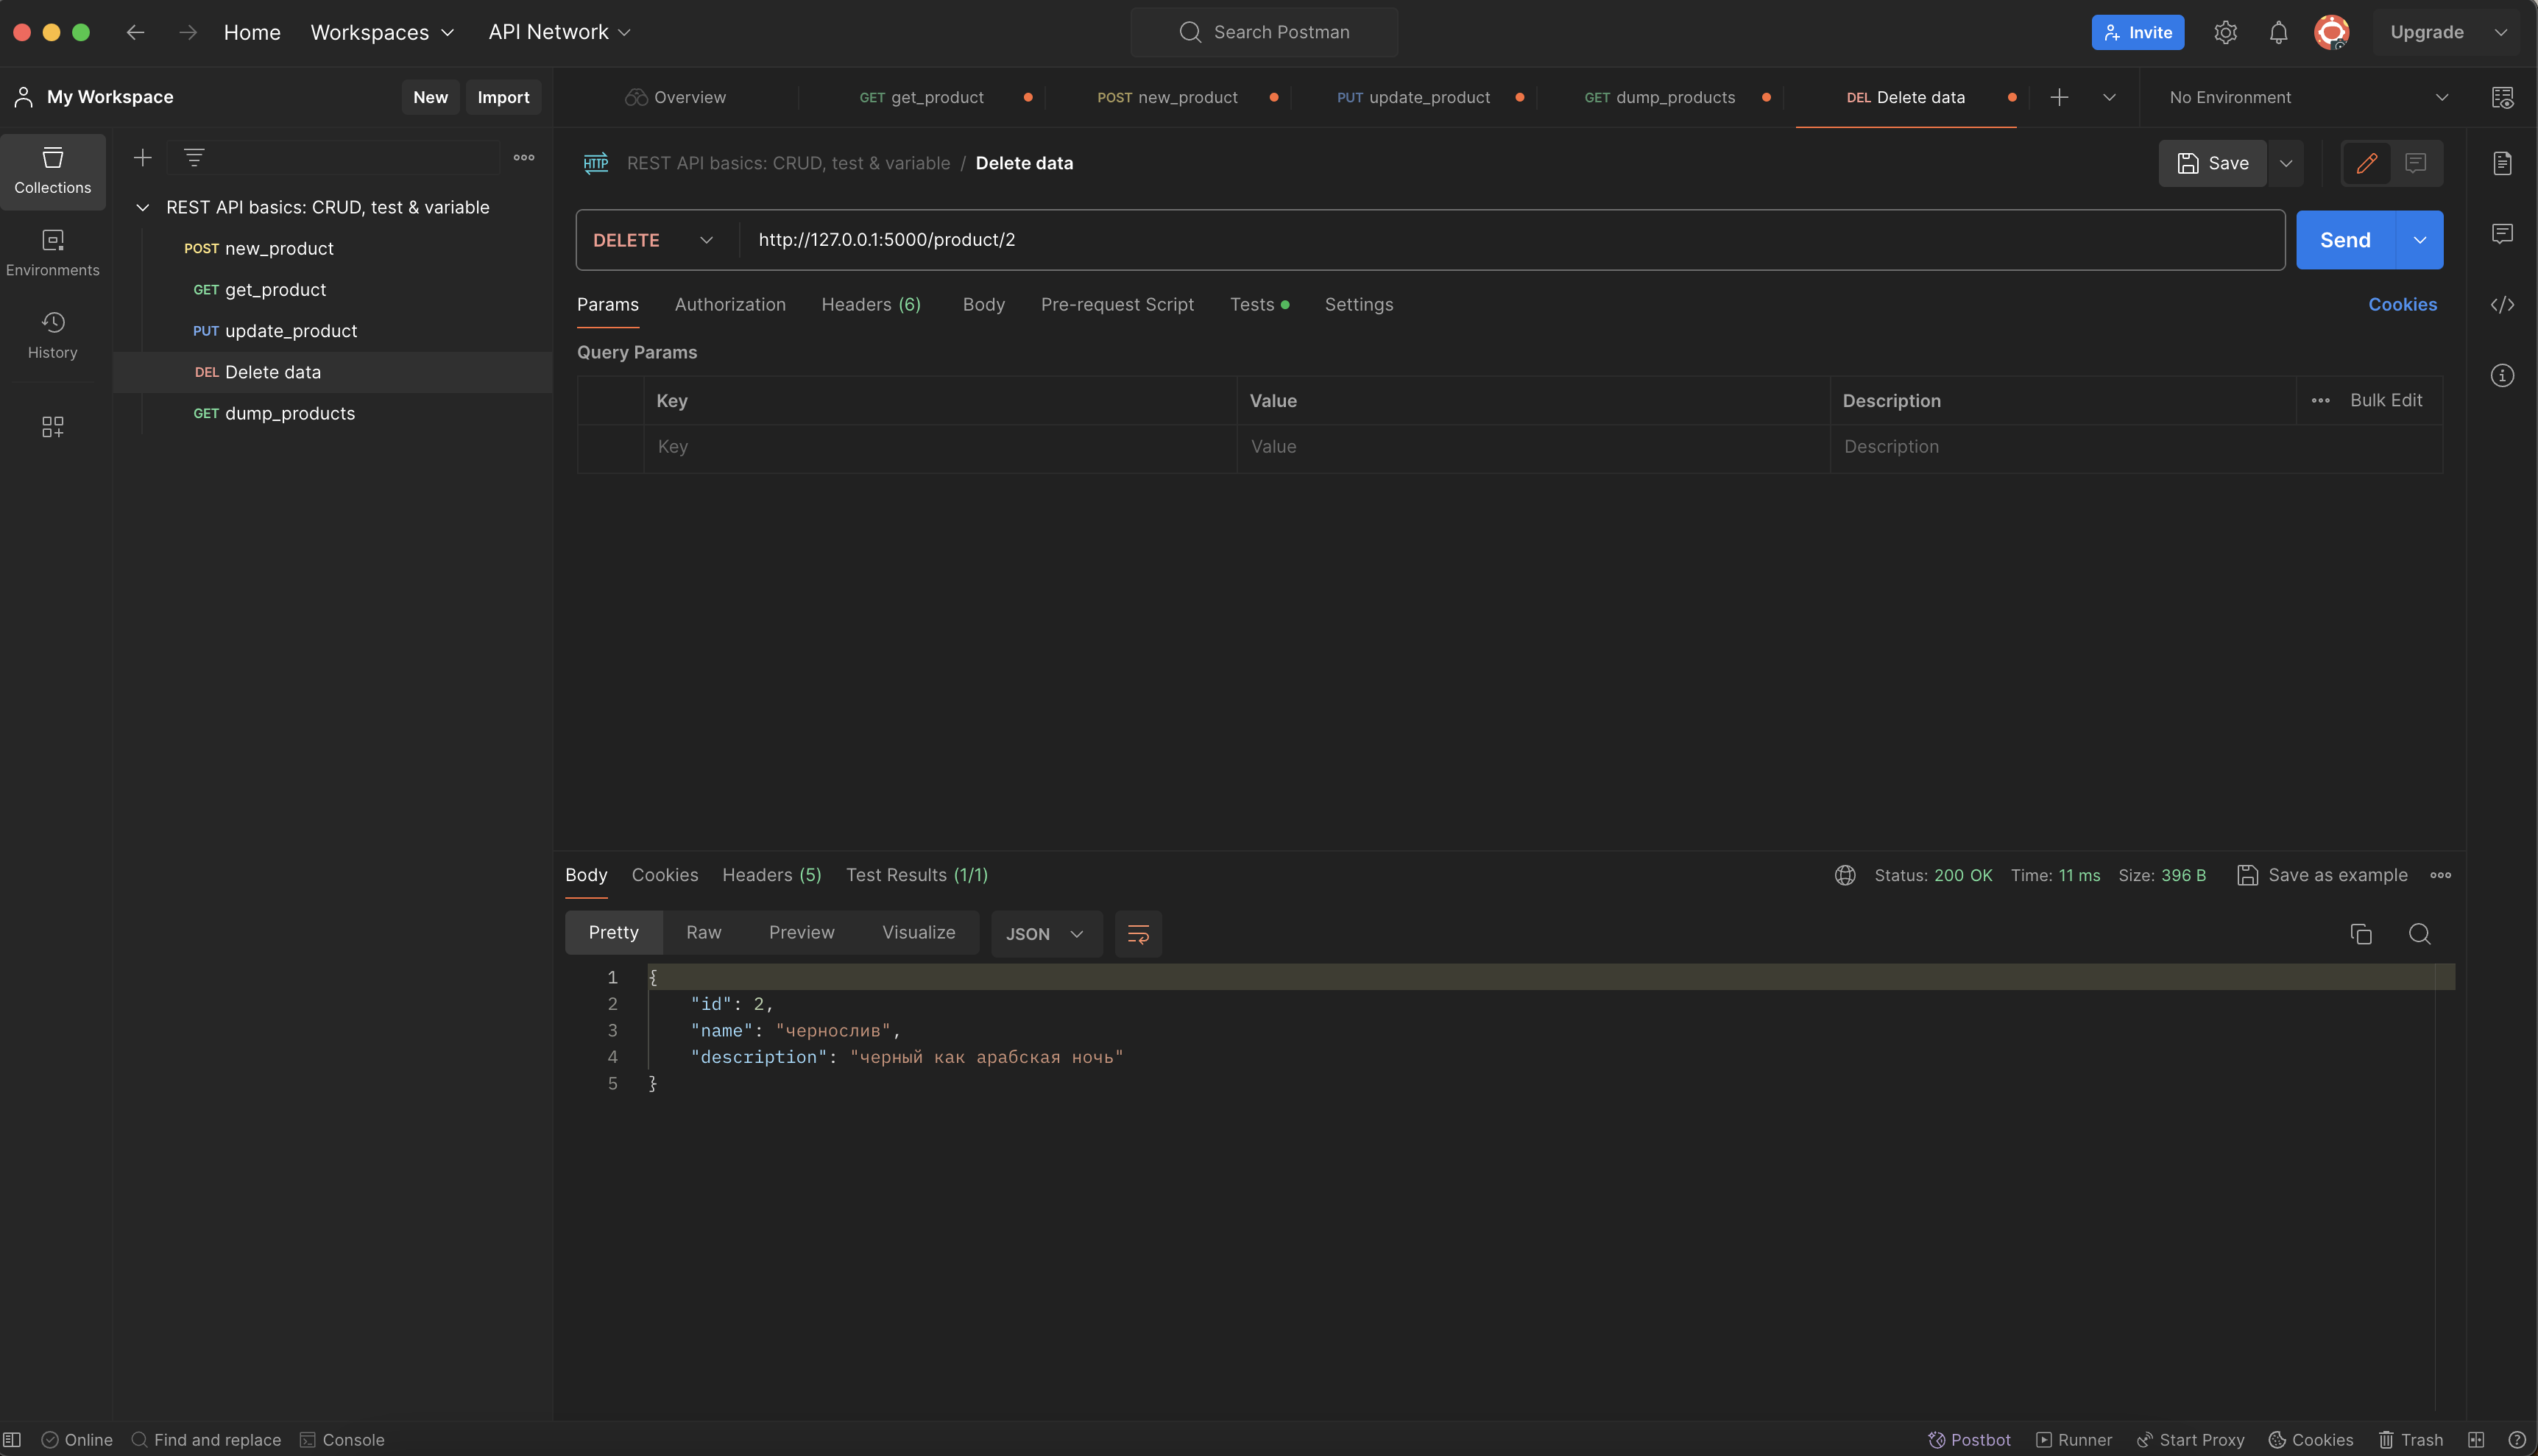 Home Workspaces API Network Search Postman Invite Upgrade
My Workspace New Import Overview GET get_product POST new_product PUT update_product GET dump_products DEL Delete data No Environment
Collections
Environments
History
REST API basics: CRUD, test & variable
POST new_product
GET get_product
PUT update_product
DEL Delete data
GET dump_products
HTTP REST API basics: CRUD, test & variable / Delete data Save
DELETE http://127.0.0.1:5000/product/2 Send
Params Authorization Headers (6) Body Pre-request Script Tests Settings Cookies
Query Params
Key Value Description Bulk Edit
Key Value Description
Body Cookies Headers (5) Test Results (1/1) Status: 200 OK Time: 11 ms Size: 396 B Save as example
Pretty Raw Preview Visualize JSON
1 {
2 "id": 2,
3 "name": "чернослив",
4 "description": "черный как арабская ночь"
5 }
Online Find and replace Console Postbot Runner Start Proxy Cookies Trash